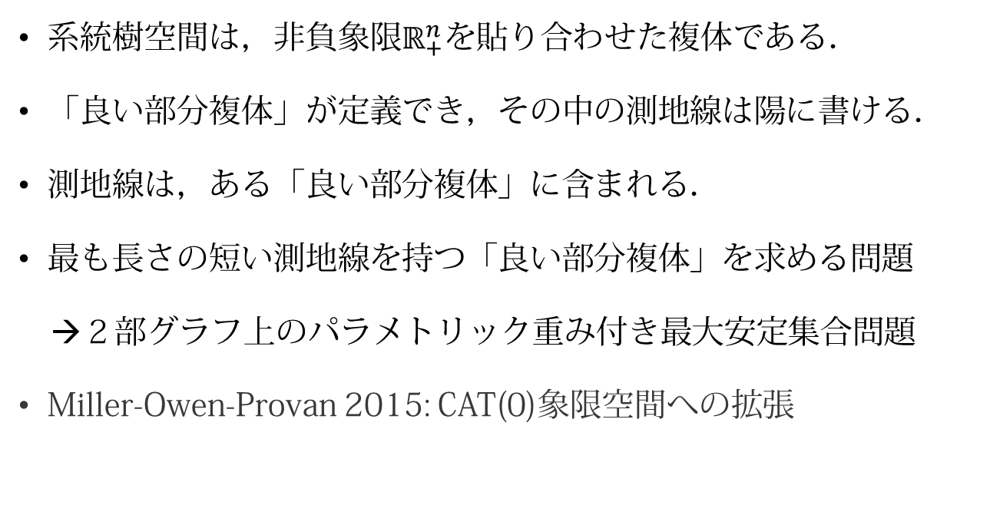 • 系統樹空間は，非負象限ℝ₊ⁿを貼り合わせた複体である．
• 「良い部分複体」が定義でき，その中の測地線は陽に書ける．
• 測地線は，ある「良い部分複体」に含まれる．
• 最も長さの短い測地線を持つ「良い部分複体」を求める問題
→２部グラフ上のパラメトリック重み付き最大安定集合問題
• Miller-Owen-Provan 2015: CAT(0)象限空間への拡張